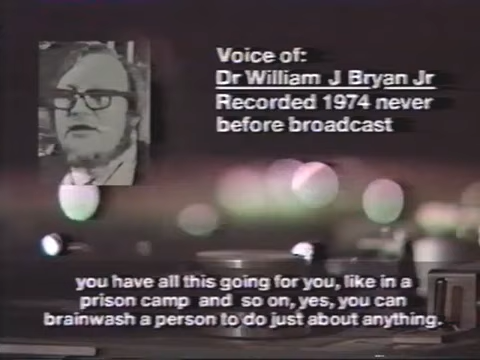 Voice of:
Dr William J Bryan Jr
Recorded 1974 never
before broadcast
you have all this going for you, like in a
prison camp and so on, yes, you can
brainwash a person to do just about anything.